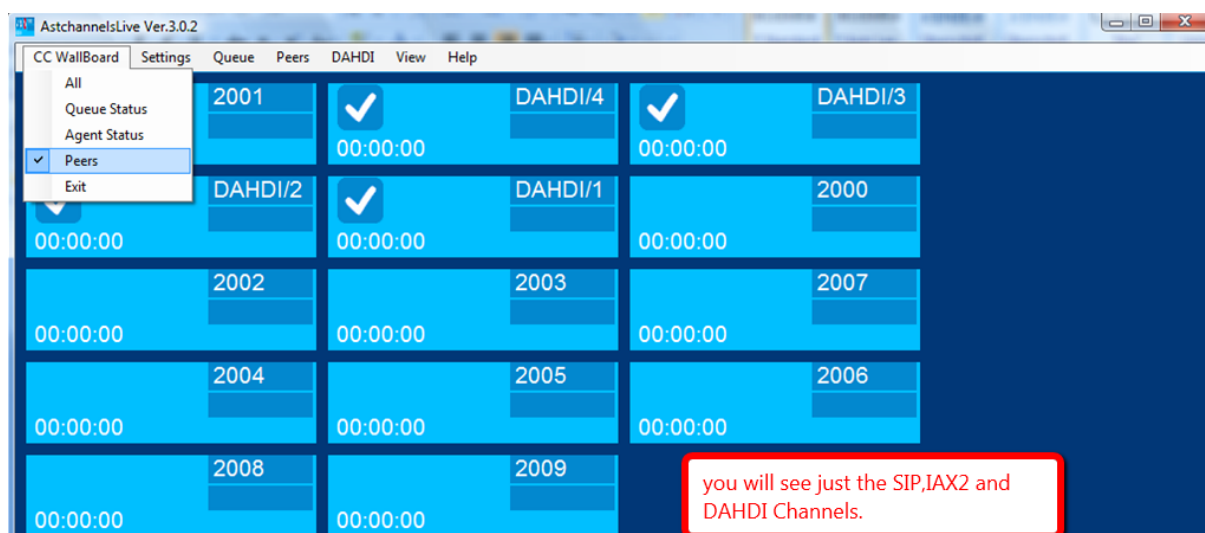 AstchannelsLive Ver.3.0.2
CC WallBoard Settings Queue Peers DAHDI View Help
All
Queue Status
Agent Status
Peers
Exit
2001 DAHDI/4 DAHDI/3
00:00:00 00:00:00
DAHDI/2 DAHDI/1 2000
00:00:00 00:00:00 00:00:00
2002 2003 2007
00:00:00 00:00:00 00:00:00
2004 2005 2006
00:00:00 00:00:00 00:00:00
2008 2009
00:00:00 00:00:00
you will see just the SIP,IAX2 and
DAHDI Channels.